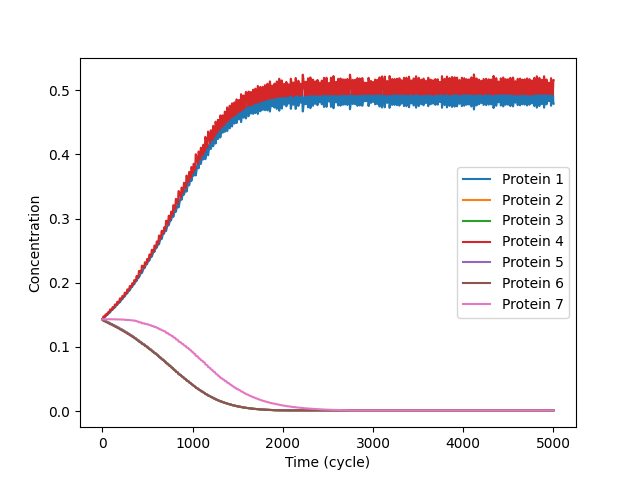 0.5
0.4
0.3
0.2
0.1
0.0
Concentration
Protein 1
Protein 2
Protein 3
Protein 4
Protein 5
Protein 6
Protein 7
0 1000 2000 3000 4000 5000
Time (cycle)